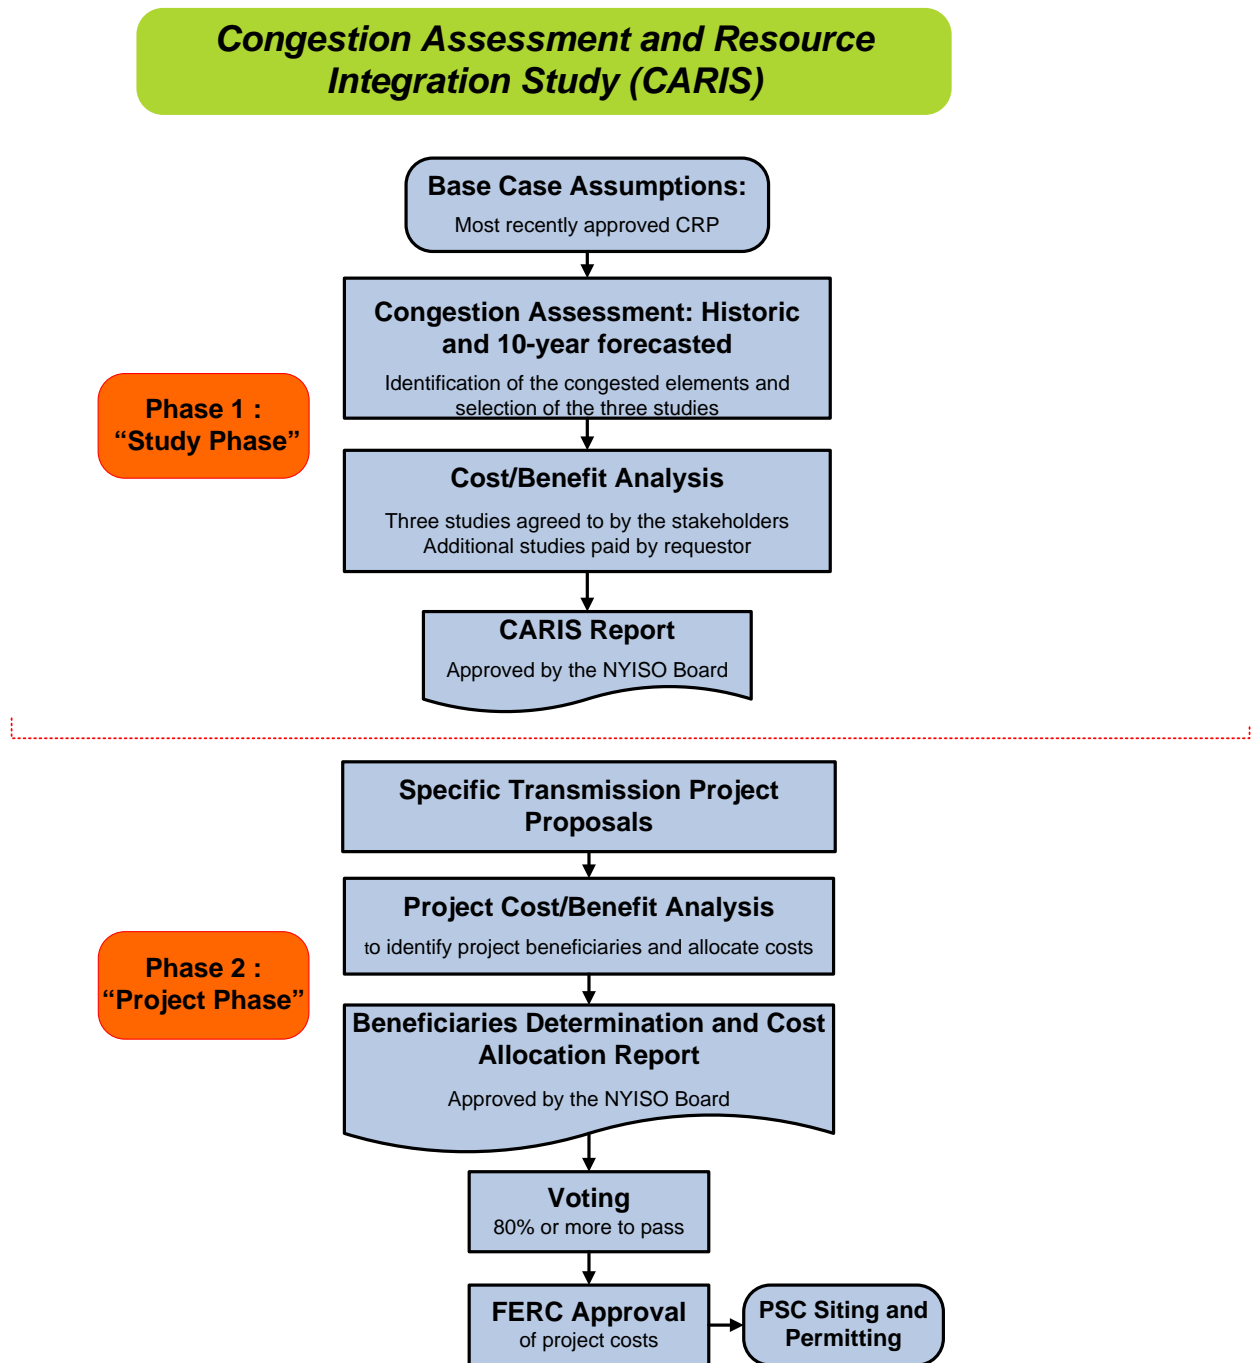 Congestion Assessment and Resource
Integration Study (CARIS)
Base Case Assumptions:
Most recently approved CRP
Congestion Assessment: Historic
and 10-year forecasted
Identification of the congested elements and
selection of the three studies
Phase 1 :
“Study Phase”
Cost/Benefit Analysis
Three studies agreed to by the stakeholders
Additional studies paid by requestor
CARIS Report
Approved by the NYISO Board
Specific Transmission Project
Proposals
Project Cost/Benefit Analysis
to identify project beneficiaries and allocate costs
Phase 2 :
“Project Phase”
Beneficiaries Determination and Cost
Allocation Report
Approved by the NYISO Board
Voting
80% or more to pass
FERC Approval
of project costs
PSC Siting and
Permitting